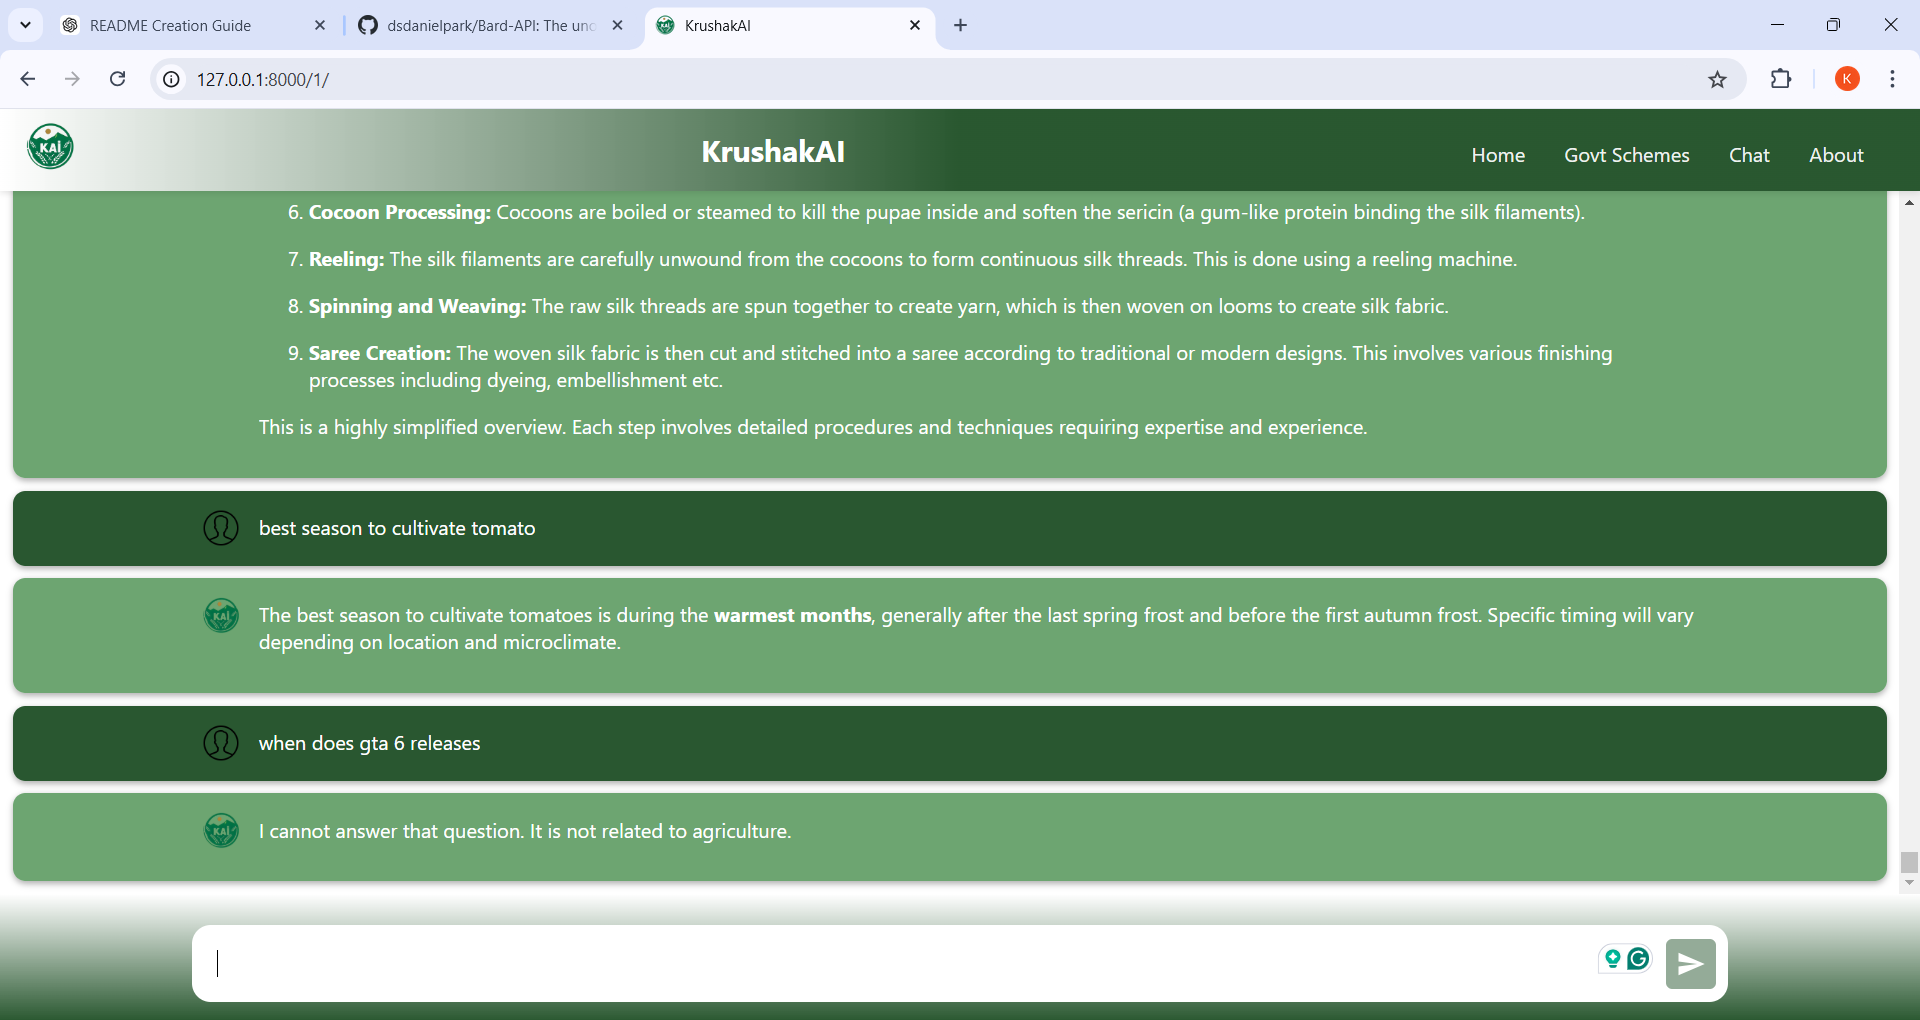 README Creation Guide
dsdanielpark/Bard-API: The unc
KrushakAI
127.0.0.1:8000/1/
K
KAI
KrushakAI
Home
Govt Schemes
Chat
About
6. Cocoon Processing: Cocoons are boiled or steamed to kill the pupae inside and soften the sericin (a gum-like protein binding the silk filaments).
7. Reeling: The silk filaments are carefully unwound from the cocoons to form continuous silk threads. This is done using a reeling machine.
8. Spinning and Weaving: The raw silk threads are spun together to create yarn, which is then woven on looms to create silk fabric.
9. Saree Creation: The woven silk fabric is then cut and stitched into a saree according to traditional or modern designs. This involves various finishing
processes including dyeing, embellishment etc.
This is a highly simplified overview. Each step involves detailed procedures and techniques requiring expertise and experience.
best season to cultivate tomato
KAI
The best season to cultivate tomatoes is during the warmest months, generally after the last spring frost and before the first autumn frost. Specific timing will vary
depending on location and microclimate.
when does gta 6 releases
KAI
I cannot answer that question. It is not related to agriculture.